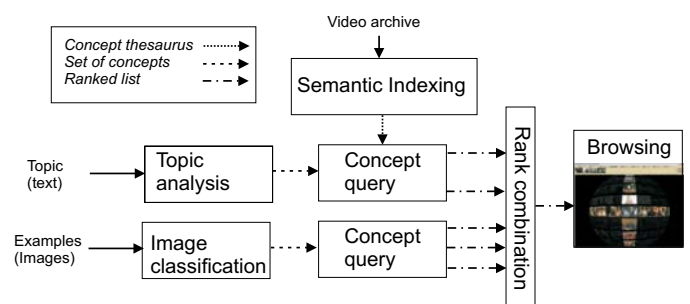 Video archive
Concept thesaurus
Set of concepts
Ranked list
Semantic Indexing
Topic
(text)
Topic
analysis
Concept
query
Rank combination
Browsing
Examples
(Images)
Image
classification
Concept
query